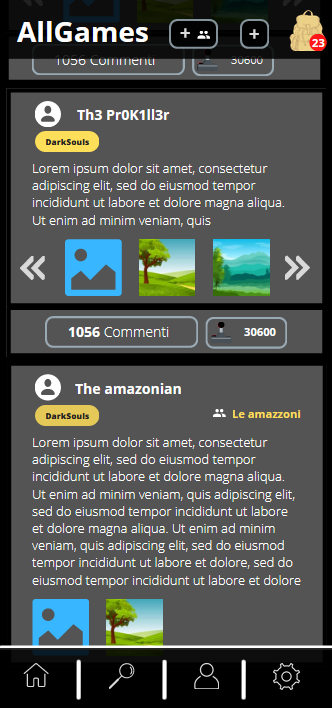 AllGames
+
+
23
1056 Commenti
30600
Th3 Pr0K1ll3r
DarkSouls
Lorem ipsum dolor sit amet, consectetur
adipiscing elit, sed do eiusmod tempor
incididunt ut labore et dolore magna aliqua.
Ut enim ad minim veniam, quis
1056 Commenti
30600
The amazonian
DarkSouls
Le amazzoni
Lorem ipsum dolor sit amet, consectetur
adipiscing elit, sed do eiusmod tempor
incididunt ut labore et dolore magna aliqua.
Ut enim ad minim veniam, quis adipiscing
elit, sed do eiusmod tempor incididunt ut labore
et dolore magna aliqua. Ut enim ad minim
veniam, quis adipiscing elit, sed do eiusmod
tempor incididunt ut labore et dolore, sed do
eiusmod tempor incididunt ut labore et dolore